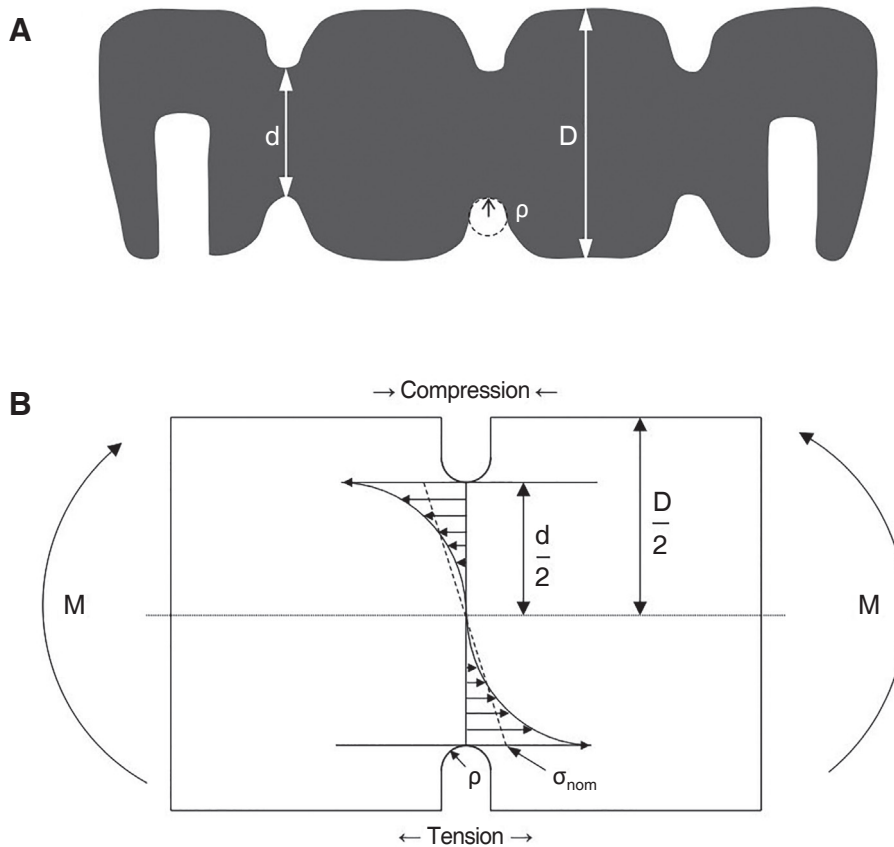 A
d
D
ρ
B
→ Compression ←
d
2
D
2
M
M
ρ
σnom
← Tension →